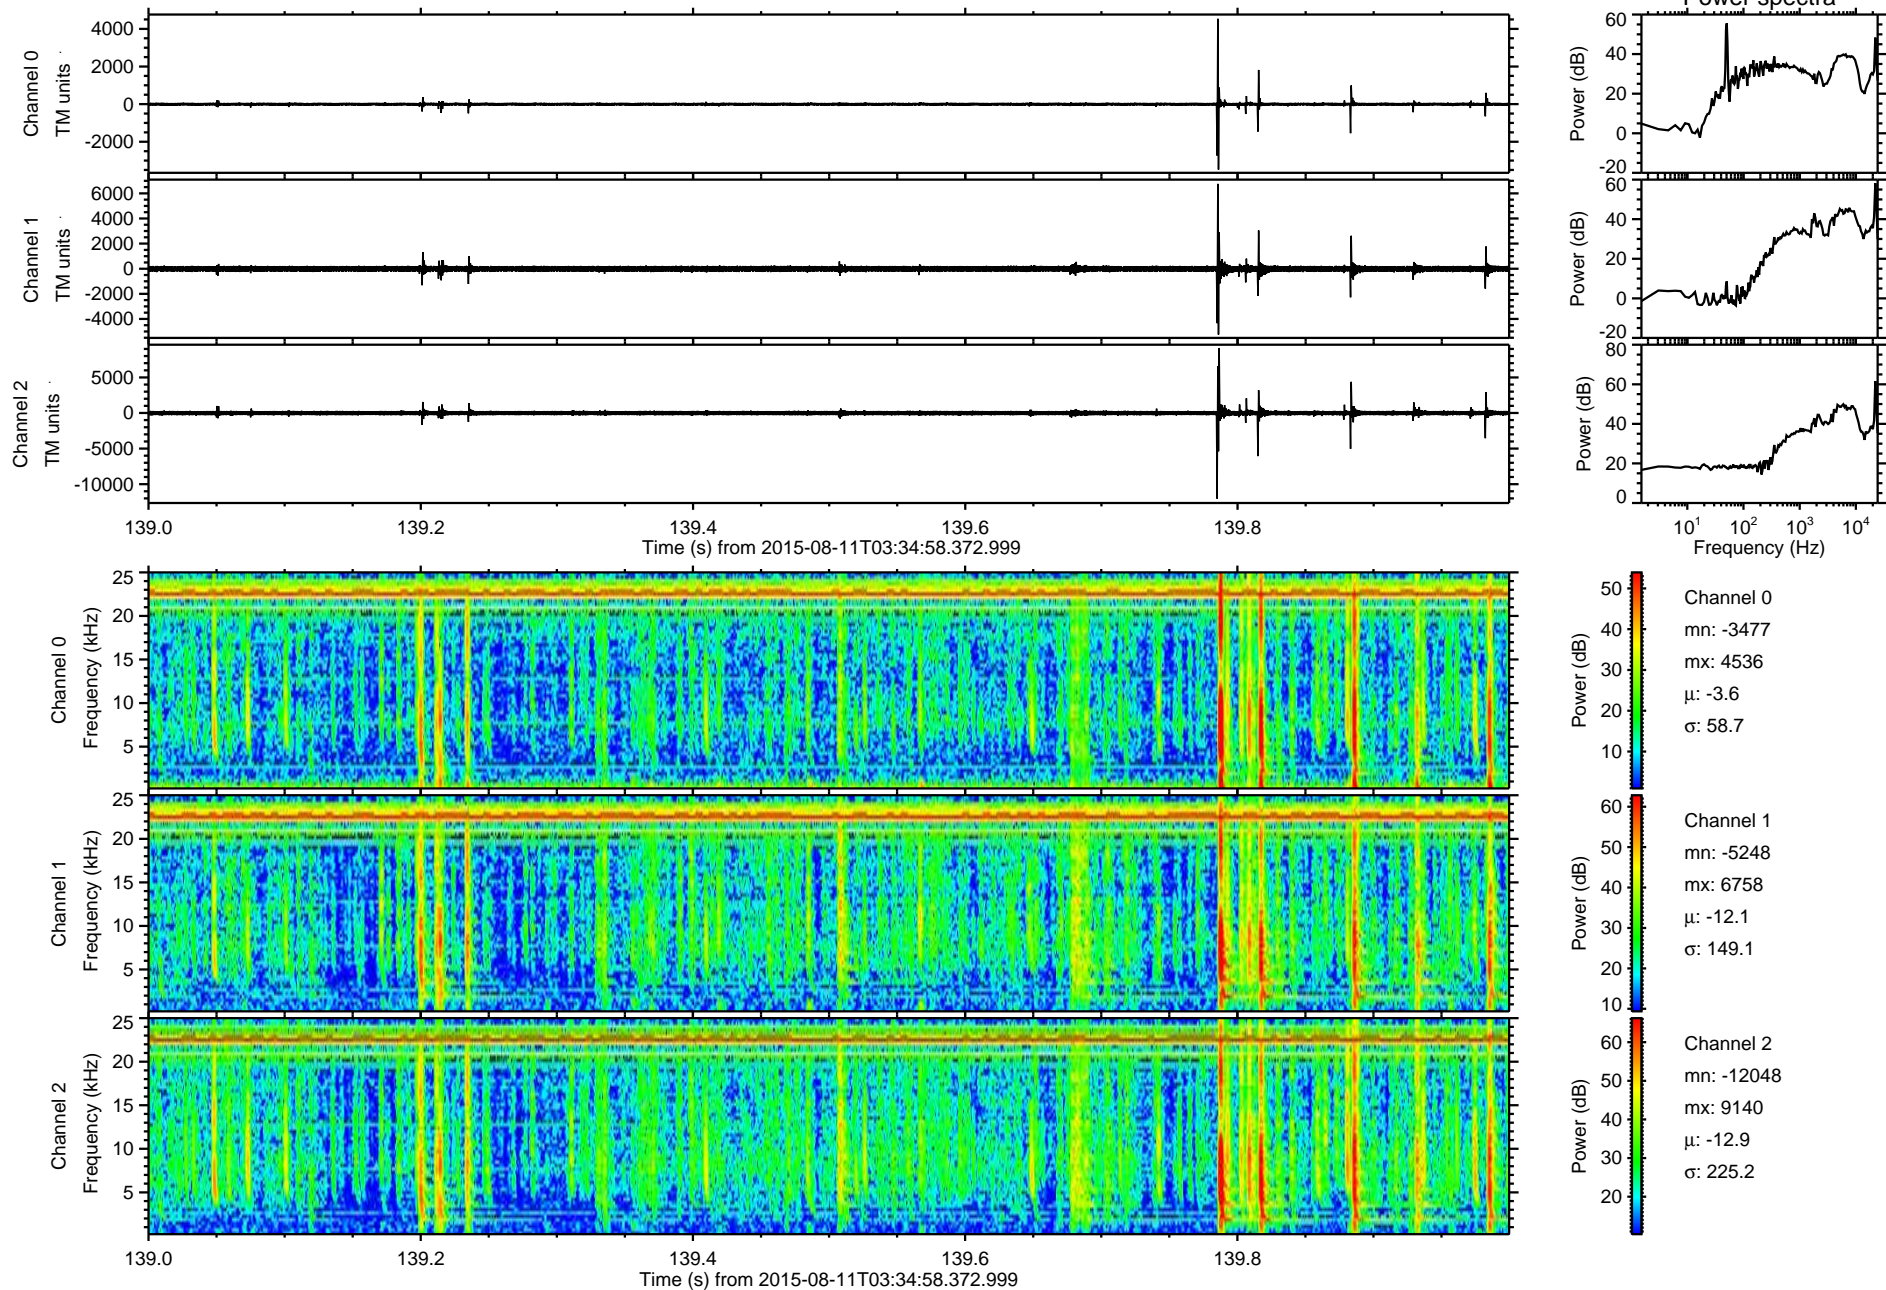 Power spectra
Channel 0
TM units
4000
2000
0
-2000
Power (dB)
60
40
20
0
-20
Channel 1
TM units
6000
4000
2000
0
-2000
-4000
Power (dB)
60
40
20
0
-20
Channel 2
TM units
5000
0
-5000
-10000
Power (dB)
80
60
40
20
0
139.0
139.2
139.4
139.6
139.8
Time (s) from 2015-08-11T03:34:58.372.999
10¹
10²
10³
10⁴
Frequency (Hz)
Channel 0
Frequency (kHz)
25
20
15
10
5
Power (dB)
50
40
30
20
10
Channel 0
mn: -3477
mx: 4536
μ: -3.6
σ: 58.7
Channel 1
Frequency (kHz)
25
20
15
10
5
Power (dB)
60
50
40
30
20
10
Channel 1
mn: -5248
mx: 6758
μ: -12.1
σ: 149.1
Channel 2
Frequency (kHz)
25
20
15
10
5
Power (dB)
60
50
40
30
20
Channel 2
mn: -12048
mx: 9140
μ: -12.9
σ: 225.2
139.0
139.2
139.4
139.6
139.8
Time (s) from 2015-08-11T03:34:58.372.999